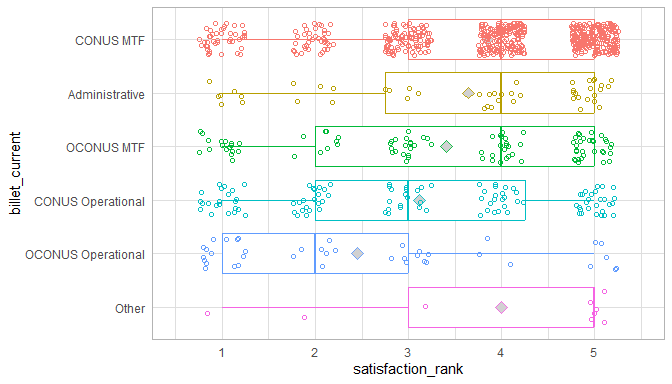 CONUS MTF
Administrative
OCONUS MTF
CONUS Operational
OCONUS Operational
Other
billet_current
1 2 3 4 5
satisfaction_rank